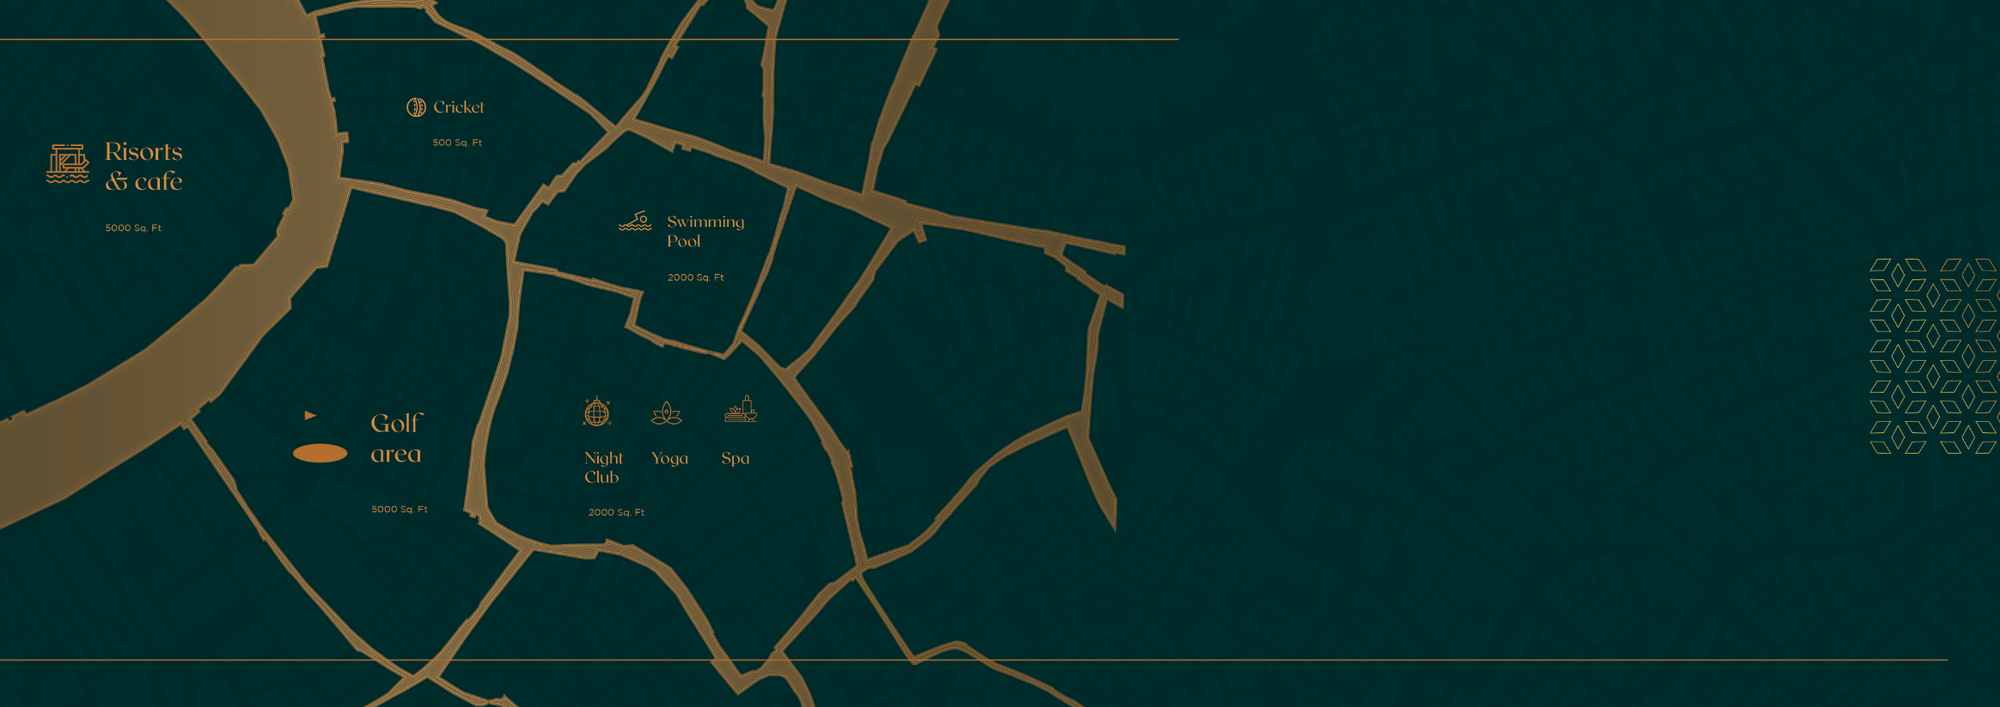 Cricket
500 Sq. Ft
Risorts
& cafe
5000 Sq. Ft
Swimming
Pool
2000 Sq. Ft
Golf
area
5000 Sq. Ft
Night
Club
Yoga
Spa
2000 Sq. Ft